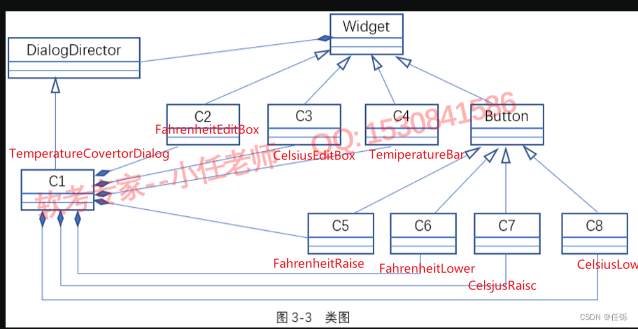 Widget
DialogDirector
C2
C3
C4
Button
FahrenheitEditBox
CelsiusEditBox
TemiperatureBar
TemperatureCovertorDialog
C1
软考专家--小任老师 QQ:1530841586
C5
C6
C7
C8
FahrenheitRaise
FahrenheitLower
CelsjusRaisc
CelsiusLow
图 3-3 类图
CSDN @任铄